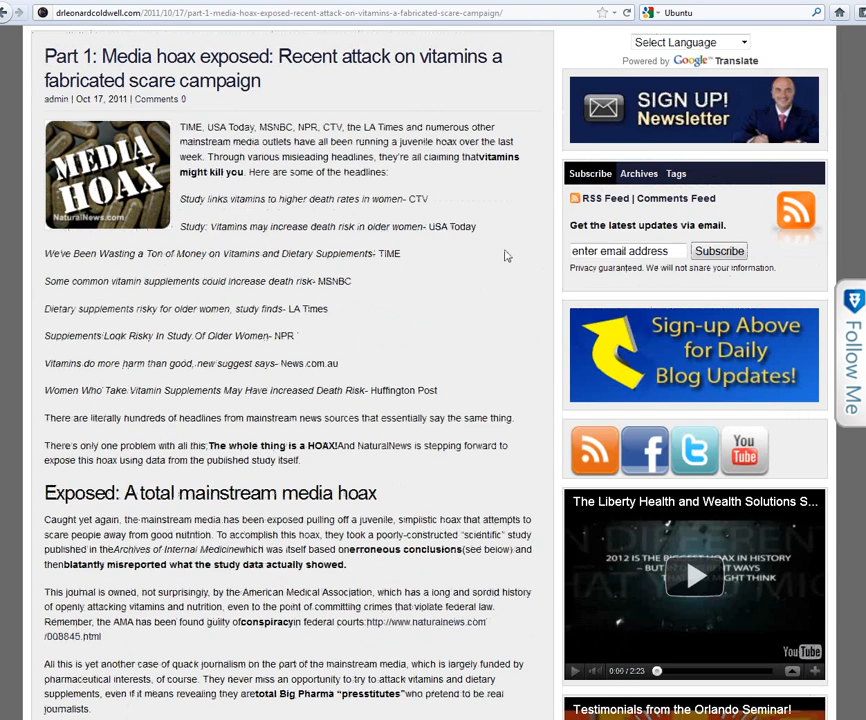 drleonardcoldwell.com/2011/10/17/part-1-media-hoax-exposed-recent-attack-on-vitamins-a-fabricated-scare-campaign/
Ubuntu
Part 1: Media hoax exposed: Recent attack on vitamins a
fabricated scare campaign
admin | Oct 17, 2011 | Comments 0
MEDIA
HOAX
NaturalNews.com
TIME, USA Today, MSNBC, NPR, CTV, the LA Times and numerous other
mainstream media outlets have all been running a juvenile hoax over the last
week. Through various misleading headlines, they're all claiming thatvitamins
might kill you. Here are some of the headlines:
Study links vitamins to higher death rates in women- CTV
Study: Vitamins may increase death risk in older women- USA Today
We've Been Wasting a Ton of Money on Vitamins and Dietary Supplements- TIME
Some common vitamin supplements could increase death risk- MSNBC
Dietary supplements risky for older women, study finds- LA Times
Supplements Look Risky In Study Of Older Women- NPR
Vitamins do more harm than good, new suggest says- News.com.au
Women Who Take Vitamin Supplements May Have Increased Death Risk- Huffington Post
There are literally hundreds of headlines from mainstream news sources that essentially say the same thing.
There's only one problem with all this:The whole thing is a HOAX!And NaturalNews is stepping forward to
expose this hoax using data from the published study itself.
Exposed: A total mainstream media hoax
Caught yet again, the mainstream media has been exposed pulling off a juvenile, simplistic hoax that attempts to
scare people away from good nutrition. To accomplish this hoax, they took a poorly-constructed "scientific" study
published in theArchives of Internal Medicinewhich was itself based onerroneous conclusions(see below) and
thenblatantly misreported what the study data actually showed.
This journal is owned, not surprisingly, by the American Medical Association, which has a long and sordid history
of openly attacking vitamins and nutrition, even to the point of committing crimes that violate federal law.
Remember, the AMA has been found guilty ofconspiracyin federal courts:http://www.naturalnews.com
/008845.html
All this is yet another case of quack journalism on the part of the mainstream media, which is largely funded by
pharmaceutical interests, of course. They never miss an opportunity to try to attack vitamins and dietary
supplements, even if it means revealing they aretotal Big Pharma "presstitutes"who pretend to be real
journalists.
Select Language
Powered by Google™ Translate
SIGN UP!
Newsletter
Subscribe Archives Tags
RSS Feed | Comments Feed
Get the latest updates via email.
enter email address Subscribe
Privacy guaranteed. We will not share your information.
Sign-up Above
for Daily
Blog Updates!
You
Tube
The Liberty Health and Wealth Solutions S...
2012 IS THE BIGGEST HOAX IN HISTORY
YouTube
0:00 / 2:23
Testimonials from the Orlando Seminar!
Follow Me